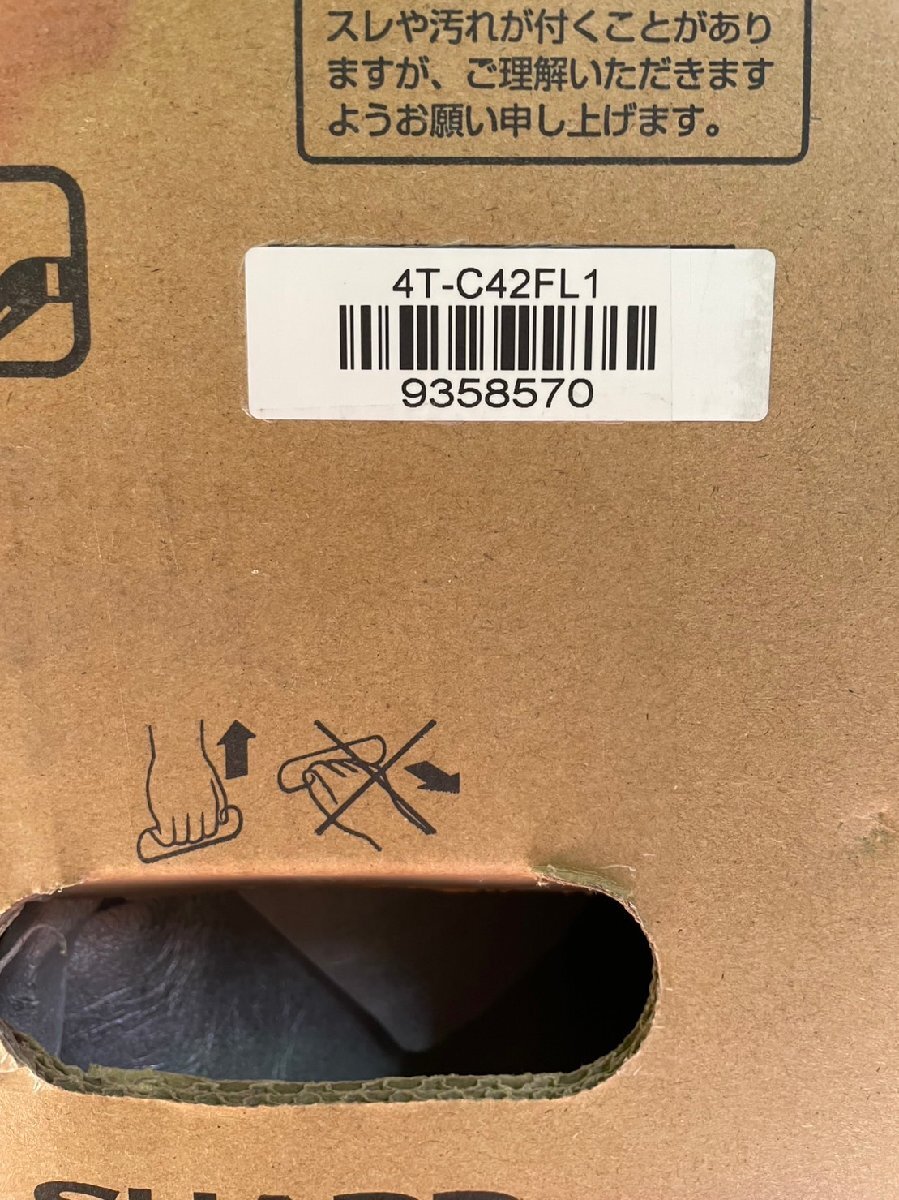 スレや汚れが付くことがあり
ますが、ご理解いただきます
ようお願い申し上げます。
4T-C42FL1
9358570
SHARP